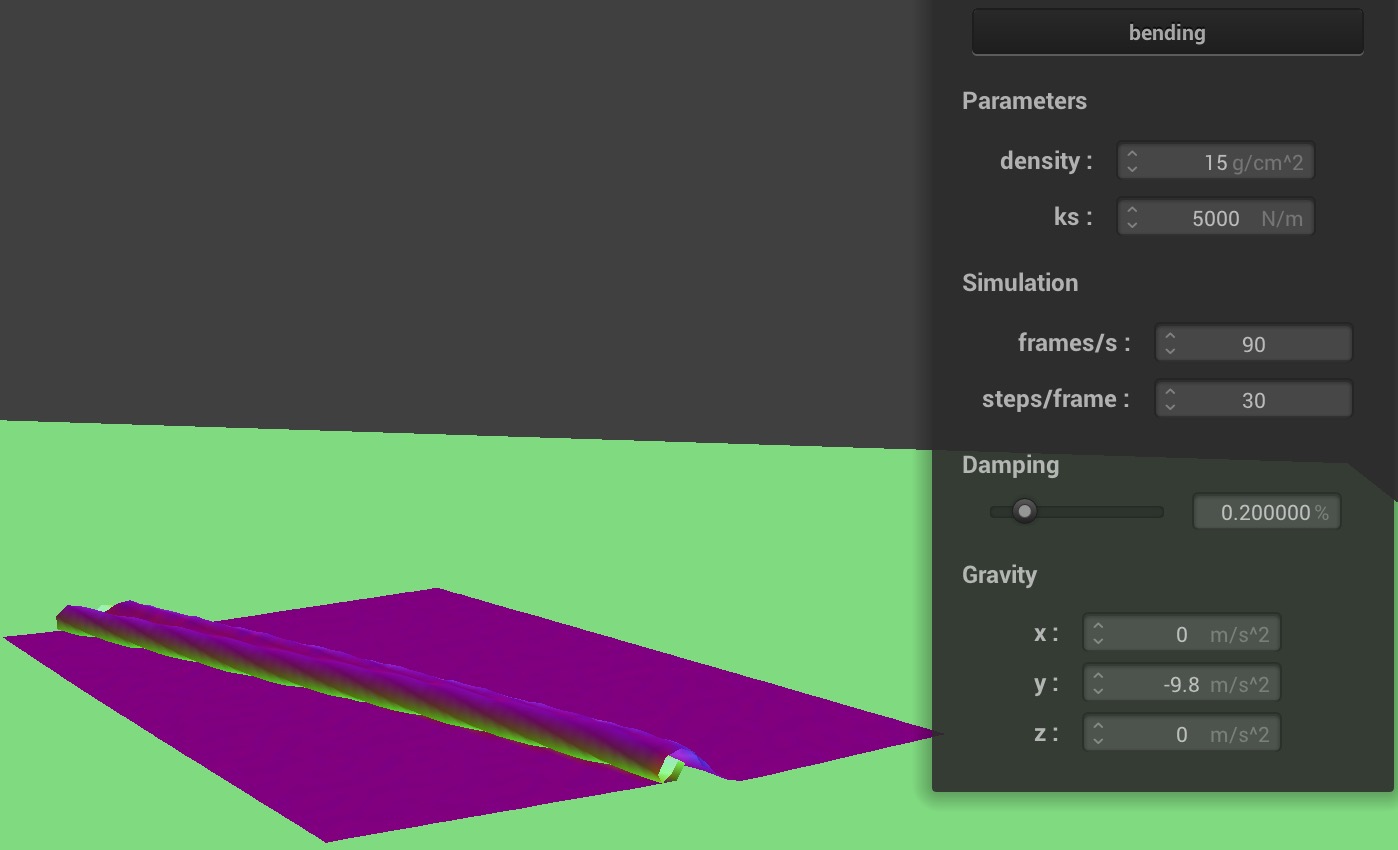 bending
Parameters
density : 15 g/cm^2
ks : 5000 N/m
Simulation
frames/s : 90
steps/frame : 30
Damping
0.200000 %
Gravity
x : 0 m/s^2
y : -9.8 m/s^2
z : 0 m/s^2